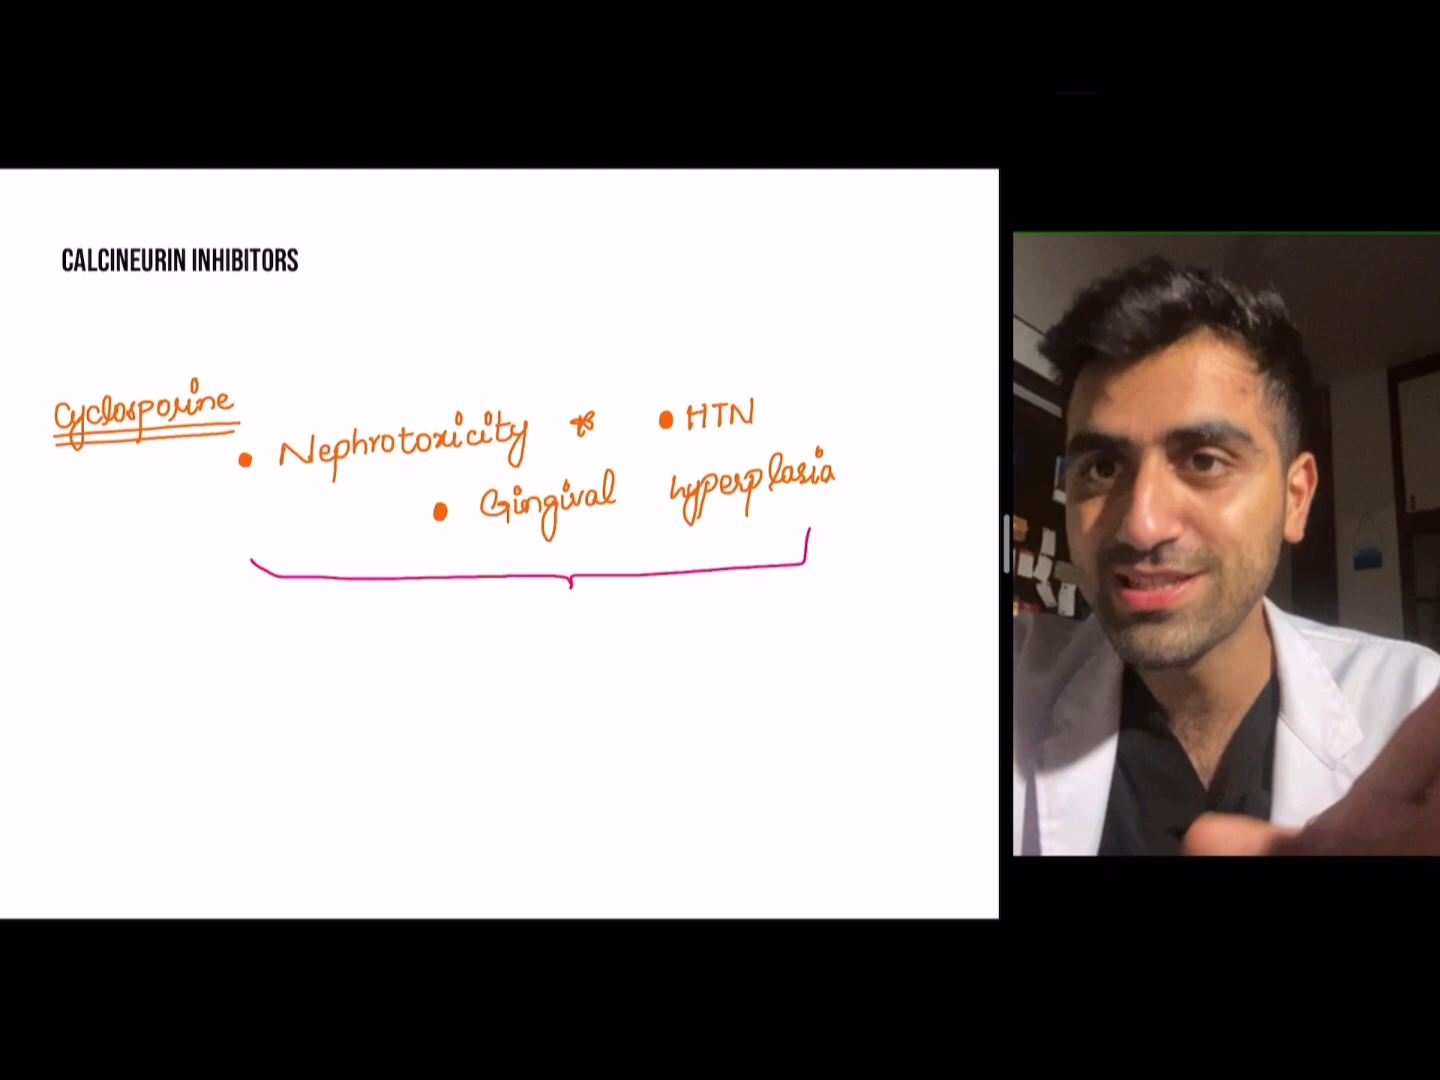 CALCINEURIN INHIBITORS
Cyclosporine
• Nephrotoxicity * • HTN
• Gingival hyperplasia